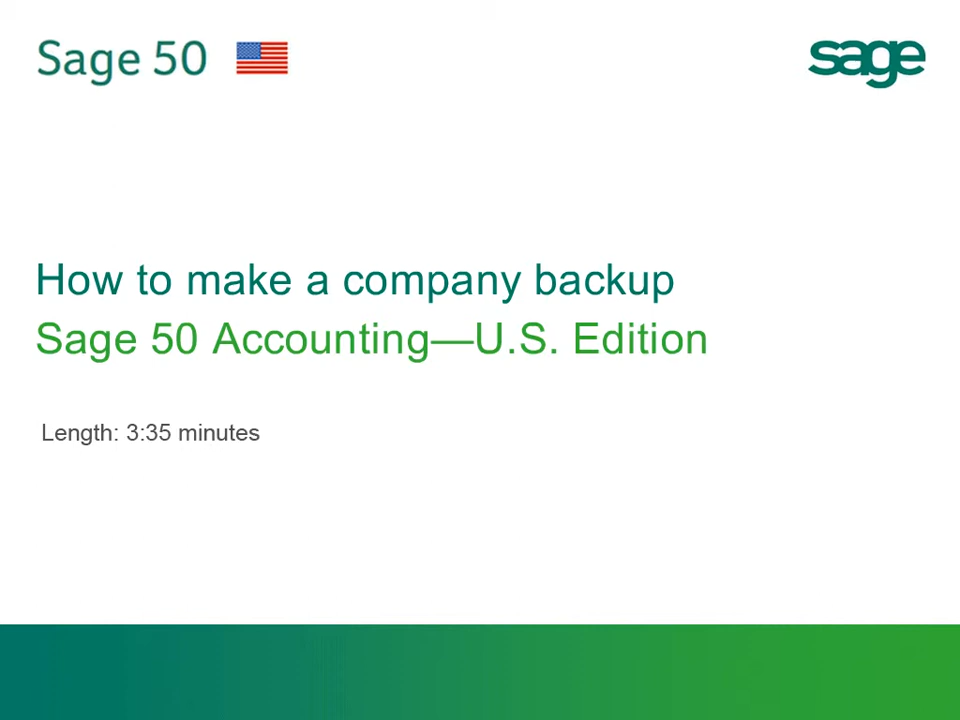 Sage 50
sage
How to make a company backup
Sage 50 Accounting—U.S. Edition
Length: 3:35 minutes